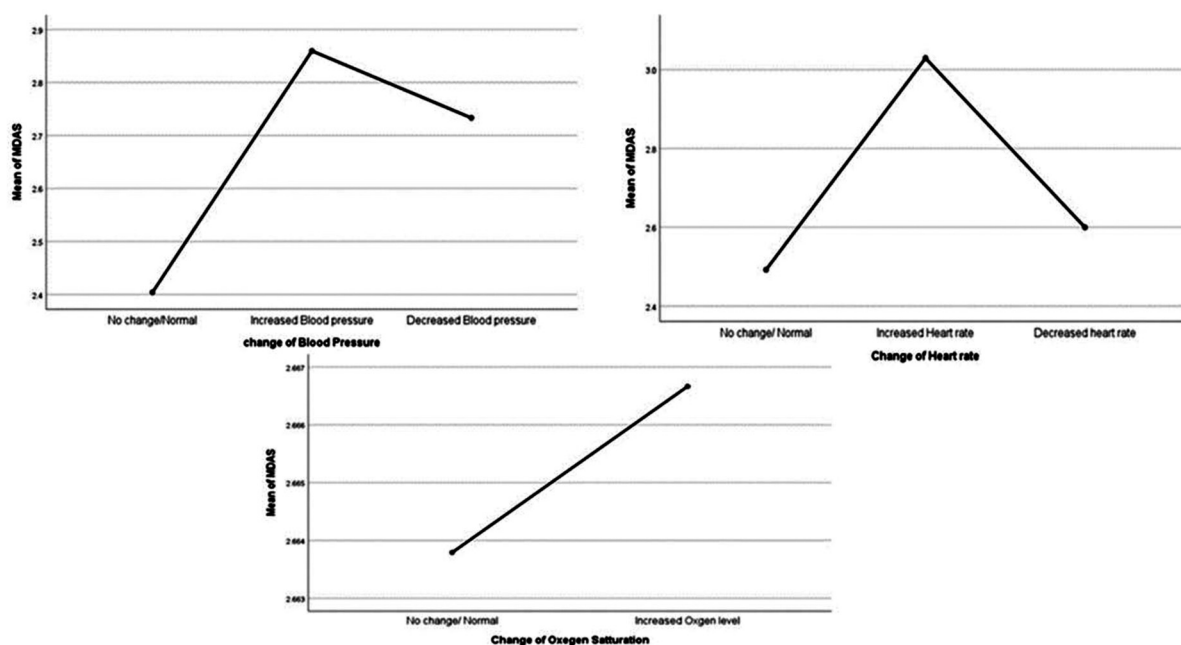 Mean of MDAS
2.9
2.8
2.7
2.6
2.5
2.4
No change/Normal Increased Blood pressure Decreased Blood pressure
change of Blood Pressure
Mean of MDAS
3.0
2.8
2.6
2.4
No change/ Normal Increased Heart rate Decreased heart rate
Change of Heart rate
Mean of MDAS
2.667
2.666
2.665
2.664
2.663
No change/ Normal Increased Oxgen level
Change of Oxegen Satturation